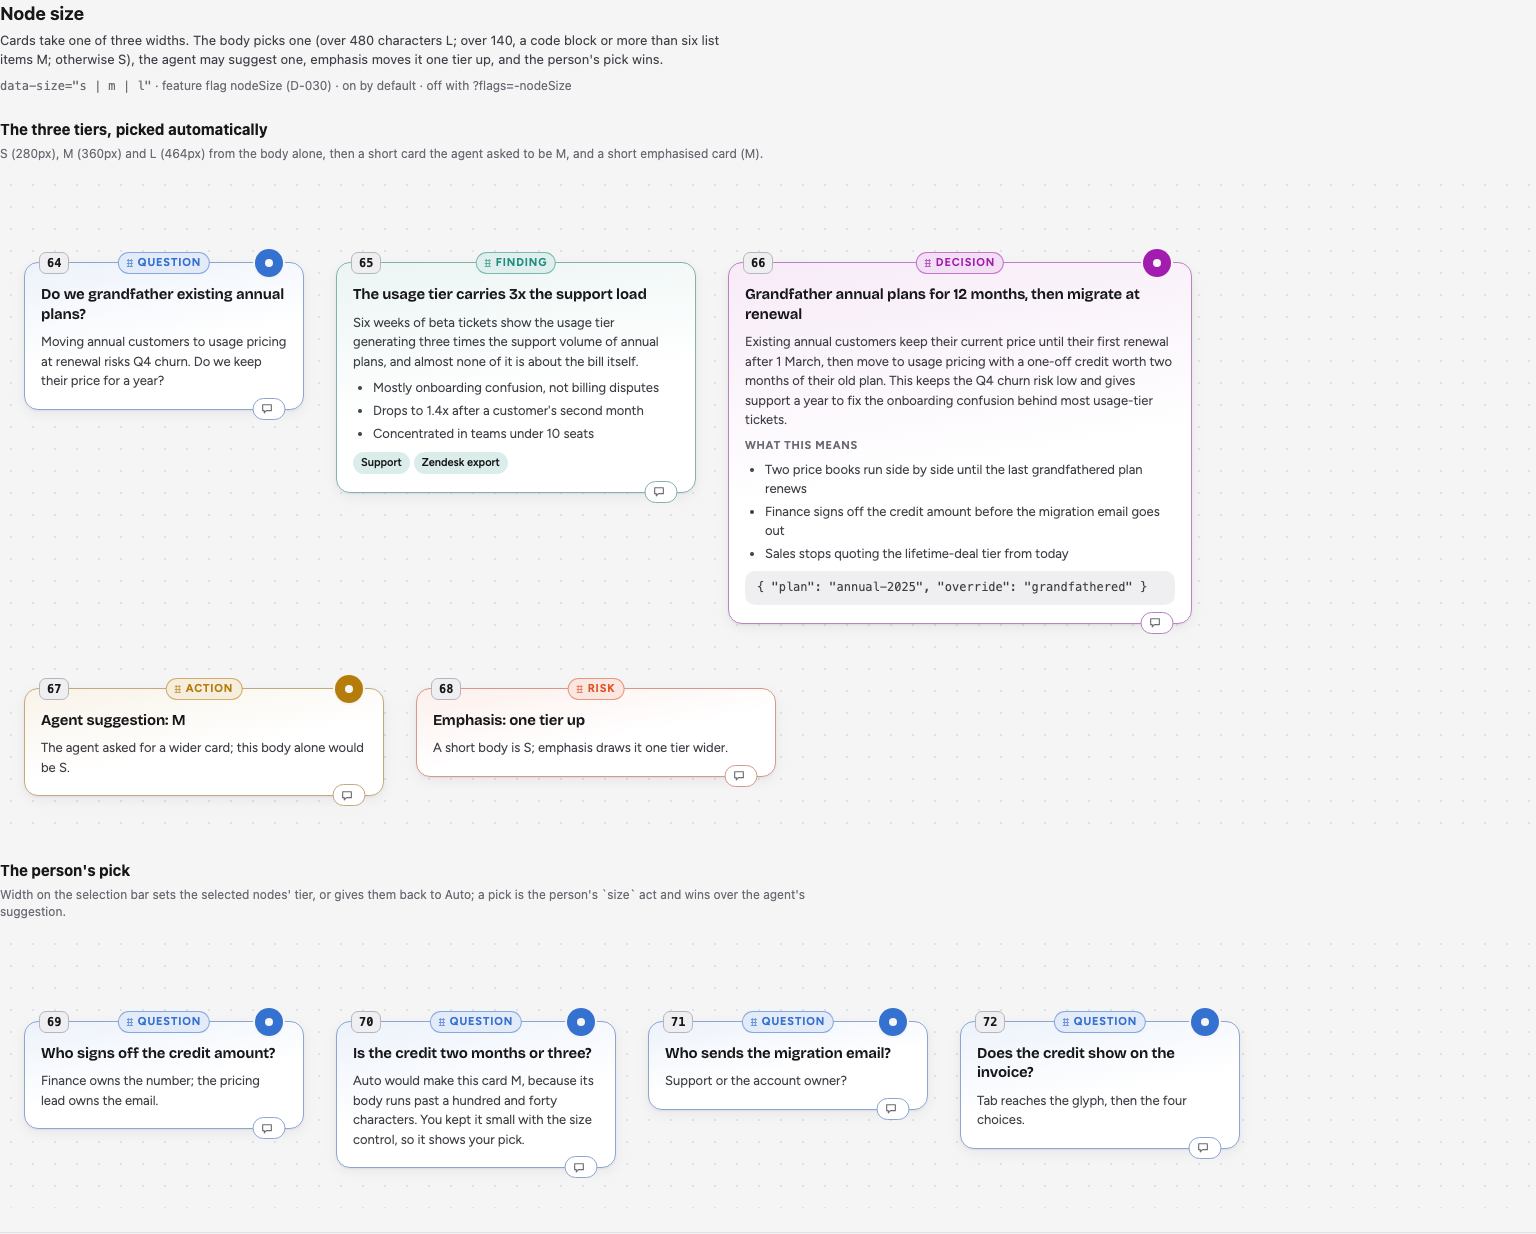 Node size
Cards take one of three widths. The body picks one (over 480 characters L; over 140, a code block or more than six list
items M; otherwise S), the agent may suggest one, emphasis moves it one tier up, and the person's pick wins.
data-size="s | m | l" · feature flag nodeSize (D-030) · on by default · off with ?flags=-nodeSize
The three tiers, picked automatically
S (280px), M (360px) and L (464px) from the body alone, then a short card the agent asked to be M, and a short emphasised card (M).
64
QUESTION
Do we grandfather existing annual
plans?
Moving annual customers to usage pricing
at renewal risks Q4 churn. Do we keep
their price for a year?
65
FINDING
The usage tier carries 3x the support load
Six weeks of beta tickets show the usage tier
generating three times the support volume of annual
plans, and almost none of it is about the bill itself.
• Mostly onboarding confusion, not billing disputes
• Drops to 1.4x after a customer's second month
• Concentrated in teams under 10 seats
Support
Zendesk export
66
DECISION
Grandfather annual plans for 12 months, then migrate at
renewal
Existing annual customers keep their current price until their first renewal
after 1 March, then move to usage pricing with a one-off credit worth two
months of their old plan. This keeps the Q4 churn risk low and gives
support a year to fix the onboarding confusion behind most usage-tier
tickets.
WHAT THIS MEANS
• Two price books run side by side until the last grandfathered plan
renews
• Finance signs off the credit amount before the migration email goes
out
• Sales stops quoting the lifetime-deal tier from today
{ "plan": "annual-2025", "override": "grandfathered" }
67
ACTION
Agent suggestion: M
The agent asked for a wider card; this body alone would
be S.
68
RISK
Emphasis: one tier up
A short body is S; emphasis draws it one tier wider.
The person's pick
Width on the selection bar sets the selected nodes' tier, or gives them back to Auto; a pick is the person's `size` act and wins over the agent's
suggestion.
69
QUESTION
Who signs off the credit amount?
Finance owns the number; the pricing
lead owns the email.
70
QUESTION
Is the credit two months or three?
Auto would make this card M, because its
body runs past a hundred and forty
characters. You kept it small with the size
control, so it shows your pick.
71
QUESTION
Who sends the migration email?
Support or the account owner?
72
QUESTION
Does the credit show on the
invoice?
Tab reaches the glyph, then the four
choices.